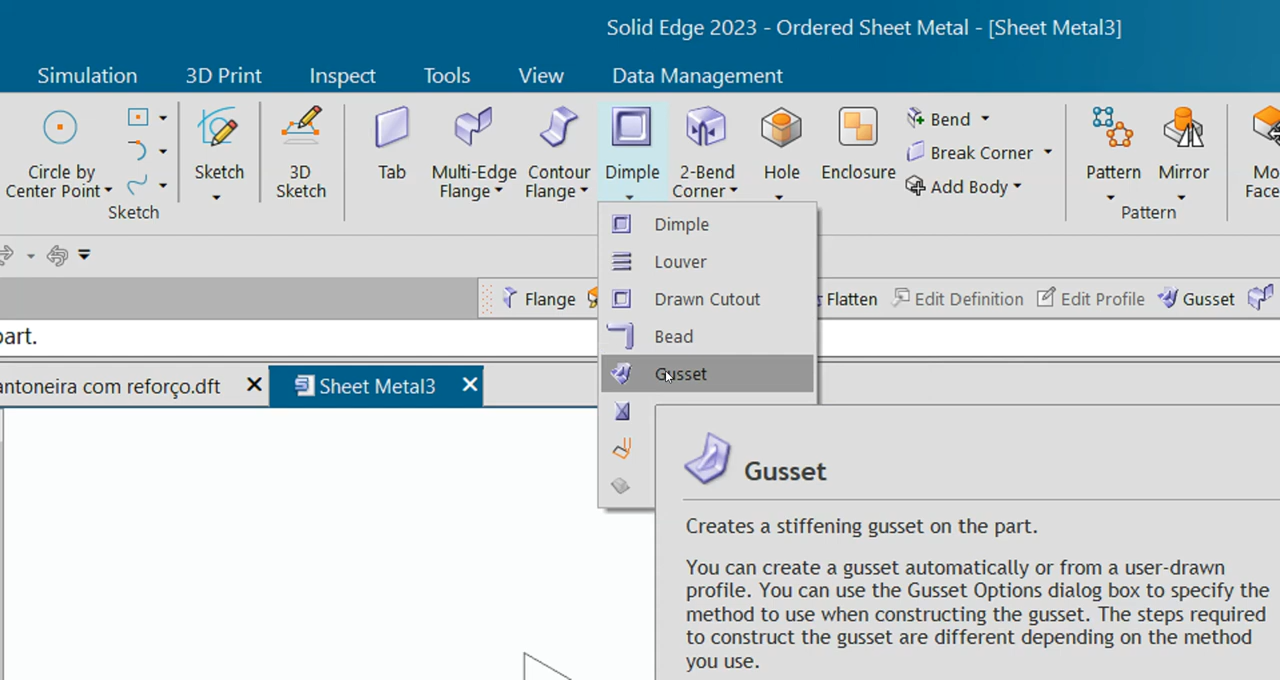 Solid Edge 2023 - Ordered Sheet Metal - [Sheet Metal3]
Simulation 3D Print Inspect Tools View Data Management
Circle by
Center Point
Sketch
3D
Sketch
Sketch
Tab
Multi-Edge
Flange
Contour
Flange
Dimple
2-Bend
Corner
Hole
Enclosure
Bend
Break Corner
Add Body
Pattern
Mirror
Pattern
Mo
Face
Dimple
Louver
Drawn Cutout
Bead
Gusset
Flange
Flatten
Edit Definition
Edit Profile
Gusset
part.
antoneira com reforço.dft
Sheet Metal3
Gusset
Creates a stiffening gusset on the part.
You can create a gusset automatically or from a user-drawn
profile. You can use the Gusset Options dialog box to specify the
method to use when constructing the gusset. The steps required
to construct the gusset are different depending on the method
you use.